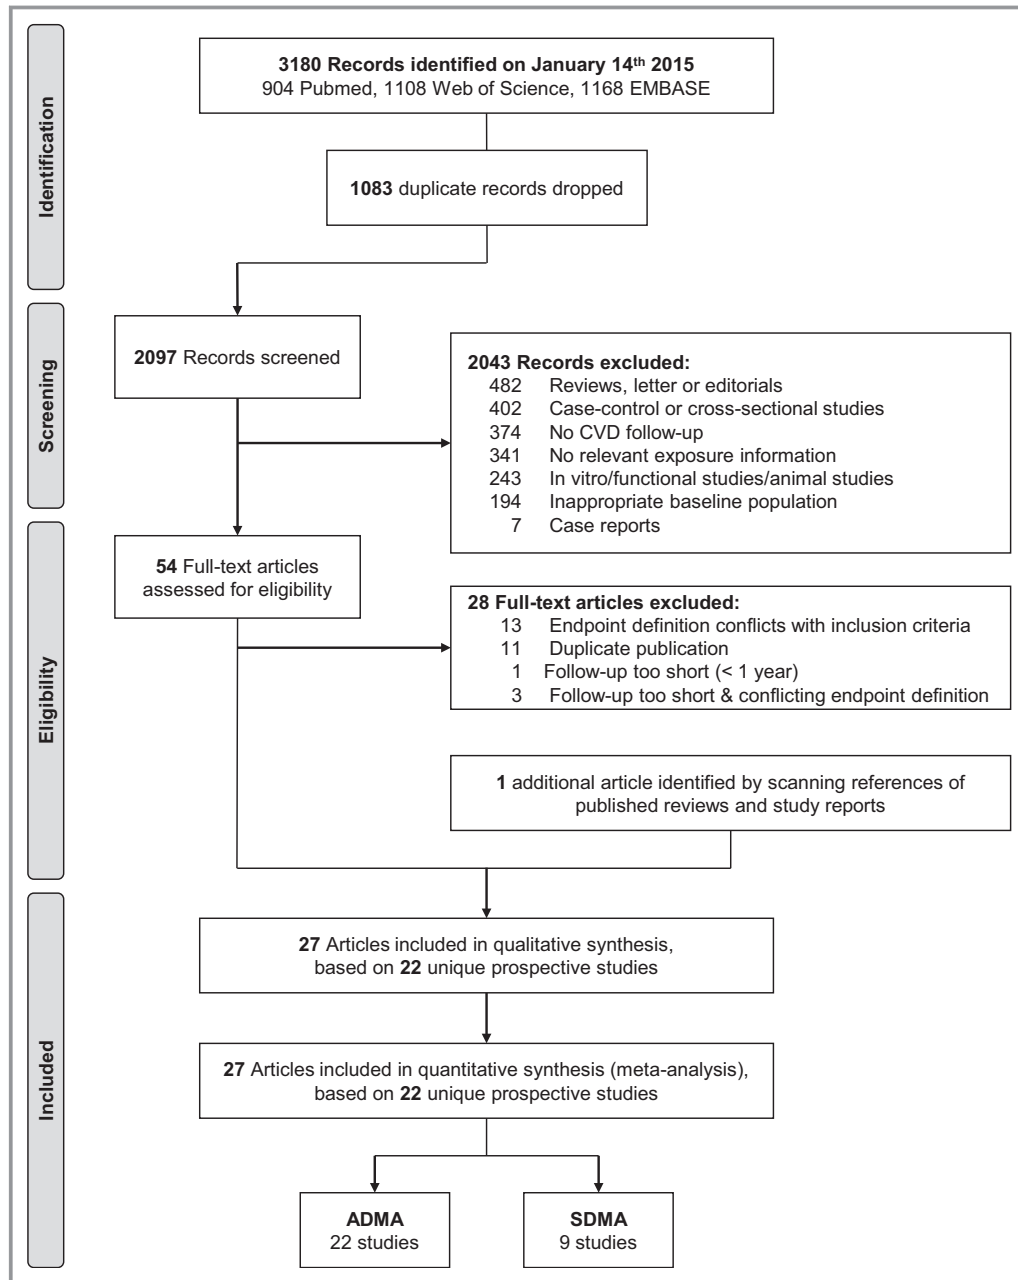 Identification
3180 Records identified on January 14th 2015
904 Pubmed, 1108 Web of Science, 1168 EMBASE
1083 duplicate records dropped
Screening
2097 Records screened
2043 Records excluded:
482 Reviews, letter or editorials
402 Case-control or cross-sectional studies
374 No CVD follow-up
341 No relevant exposure information
243 In vitro/functional studies/animal studies
194 Inappropriate baseline population
7 Case reports
Eligibility
54 Full-text articles
assessed for eligibility
28 Full-text articles excluded:
13 Endpoint definition conflicts with inclusion criteria
11 Duplicate publication
1 Follow-up too short (< 1 year)
3 Follow-up too short & conflicting endpoint definition
1 additional article identified by scanning references of
published reviews and study reports
Included
27 Articles included in qualitative synthesis,
based on 22 unique prospective studies
27 Articles included in quantitative synthesis (meta-analysis),
based on 22 unique prospective studies
ADMA
22 studies
SDMA
9 studies